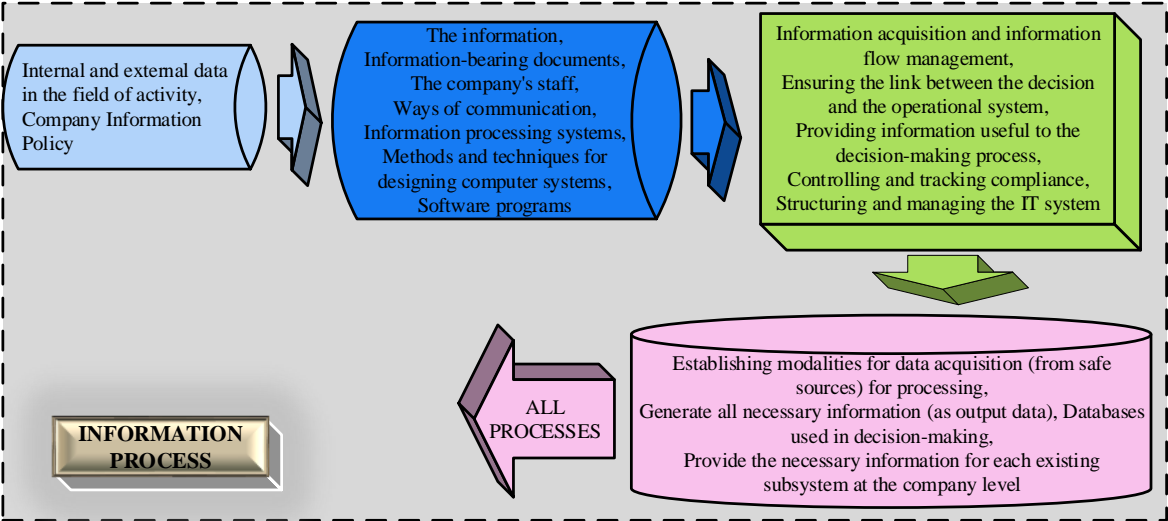 Internal and external data
in the field of activity,
Company Information
Policy
The information,
Information-bearing documents,
The company's staff,
Ways of communication,
Information processing systems,
Methods and techniques for
designing computer systems,
Software programs
Information acquisition and information
flow management,
Ensuring the link between the decision
and the operational system,
Providing information useful to the
decision-making process,
Controlling and tracking compliance,
Structuring and managing the IT system
Establishing modalities for data acquisition (from safe
sources) for processing,
Generate all necessary information (as output data), Databases
used in decision-making,
Provide the necessary information for each existing
subsystem at the company level
ALL
PROCESSES
INFORMATION
PROCESS